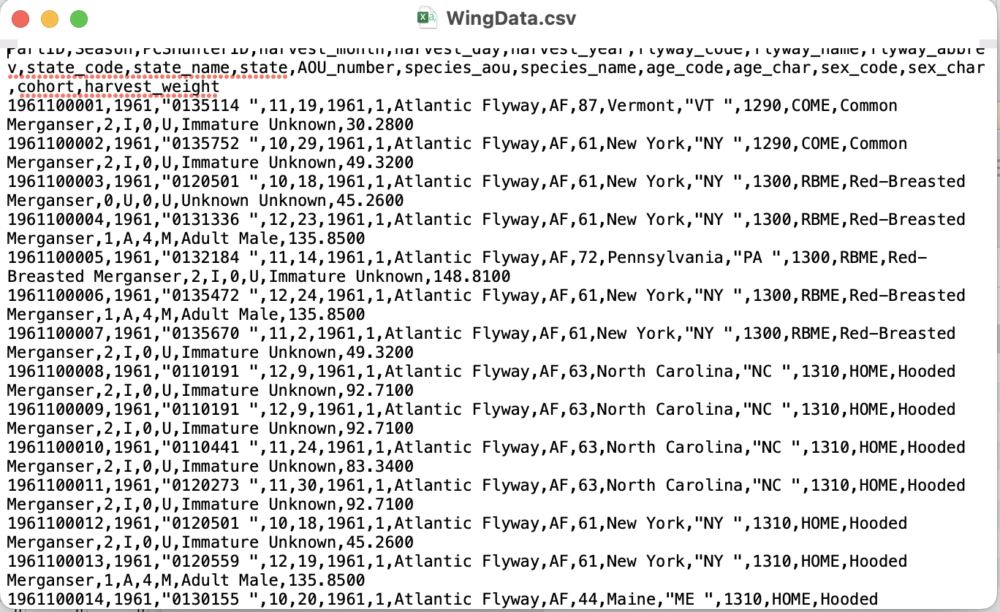 WingData.csv
PartID,Season,PCSHunterID,harvest_month,harvest_day,harvest_year,flyway_code,flyway_name,flyway_abbre
v,state_code,state_name,state,AOU_number,species_aou,species_name,age_code,age_char,sex_code,sex_char
,cohort,harvest_weight
1961100001,1961,"0135114 ",11,19,1961,1,Atlantic Flyway,AF,87,Vermont,"VT ",1290,COME,Common
Merganser,2,I,0,U,Immature Unknown,30.2800
1961100002,1961,"0135752 ",10,29,1961,1,Atlantic Flyway,AF,61,New York,"NY ",1290,COME,Common
Merganser,2,I,0,U,Immature Unknown,49.3200
1961100003,1961,"0120501 ",10,18,1961,1,Atlantic Flyway,AF,61,New York,"NY ",1300,RBME,Red-Breasted
Merganser,0,U,0,U,Unknown Unknown,45.2600
1961100004,1961,"0131336 ",12,23,1961,1,Atlantic Flyway,AF,61,New York,"NY ",1300,RBME,Red-Breasted
Merganser,1,A,4,M,Adult Male,135.8500
1961100005,1961,"0132184 ",11,14,1961,1,Atlantic Flyway,AF,72,Pennsylvania,"PA ",1300,RBME,Red-
Breasted Merganser,2,I,0,U,Immature Unknown,148.8100
1961100006,1961,"0135472 ",12,24,1961,1,Atlantic Flyway,AF,61,New York,"NY ",1300,RBME,Red-Breasted
Merganser,1,A,4,M,Adult Male,135.8500
1961100007,1961,"0135670 ",11,2,1961,1,Atlantic Flyway,AF,61,New York,"NY ",1300,RBME,Red-Breasted
Merganser,2,I,0,U,Immature Unknown,49.3200
1961100008,1961,"0110191 ",12,9,1961,1,Atlantic Flyway,AF,63,North Carolina,"NC ",1310,HOME,Hooded
Merganser,2,I,0,U,Immature Unknown,92.7100
1961100009,1961,"0110191 ",12,9,1961,1,Atlantic Flyway,AF,63,North Carolina,"NC ",1310,HOME,Hooded
Merganser,2,I,0,U,Immature Unknown,92.7100
1961100010,1961,"0110441 ",11,24,1961,1,Atlantic Flyway,AF,63,North Carolina,"NC ",1310,HOME,Hooded
Merganser,2,I,0,U,Immature Unknown,83.3400
1961100011,1961,"0120273 ",11,30,1961,1,Atlantic Flyway,AF,63,North Carolina,"NC ",1310,HOME,Hooded
Merganser,2,I,0,U,Immature Unknown,92.7100
1961100012,1961,"0120501 ",10,18,1961,1,Atlantic Flyway,AF,61,New York,"NY ",1310,HOME,Hooded
Merganser,2,I,0,U,Immature Unknown,45.2600
1961100013,1961,"0120559 ",12,19,1961,1,Atlantic Flyway,AF,61,New York,"NY ",1310,HOME,Hooded
Merganser,1,A,4,M,Adult Male,135.8500
1961100014,1961,"0130155 ",10,20,1961,1,Atlantic Flyway,AF,44,Maine,"ME ",1310,HOME,Hooded